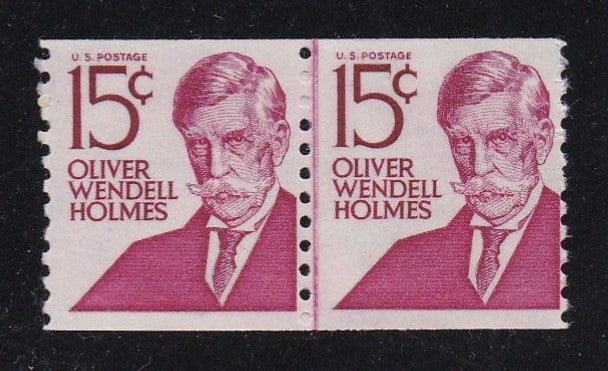 U.S. POSTAGE
15¢
OLIVER
WENDELL
HOLMES
U.S. POSTAGE
15¢
OLIVER
WENDELL
HOLMES